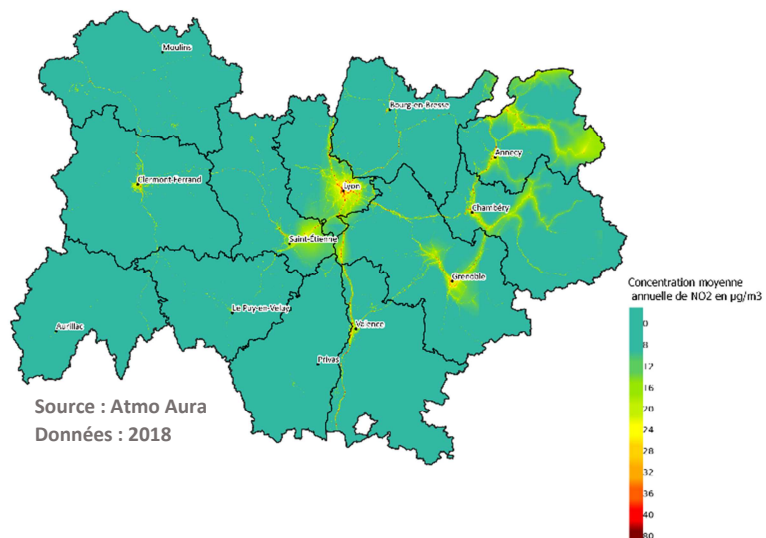 Moulins
Bourg-en-Bresse
Annecy
Clermont-Ferrand
Lyon
Chambéry
Saint-Étienne
Grenoble
Le Puy-en-Velay
Aurillac
Valence
Privas
Source : Atmo Aura
Données : 2018
Concentration moyenne
annuelle de NO2 en µg/m3
0
8
12
16
20
24
28
32
36
40
80